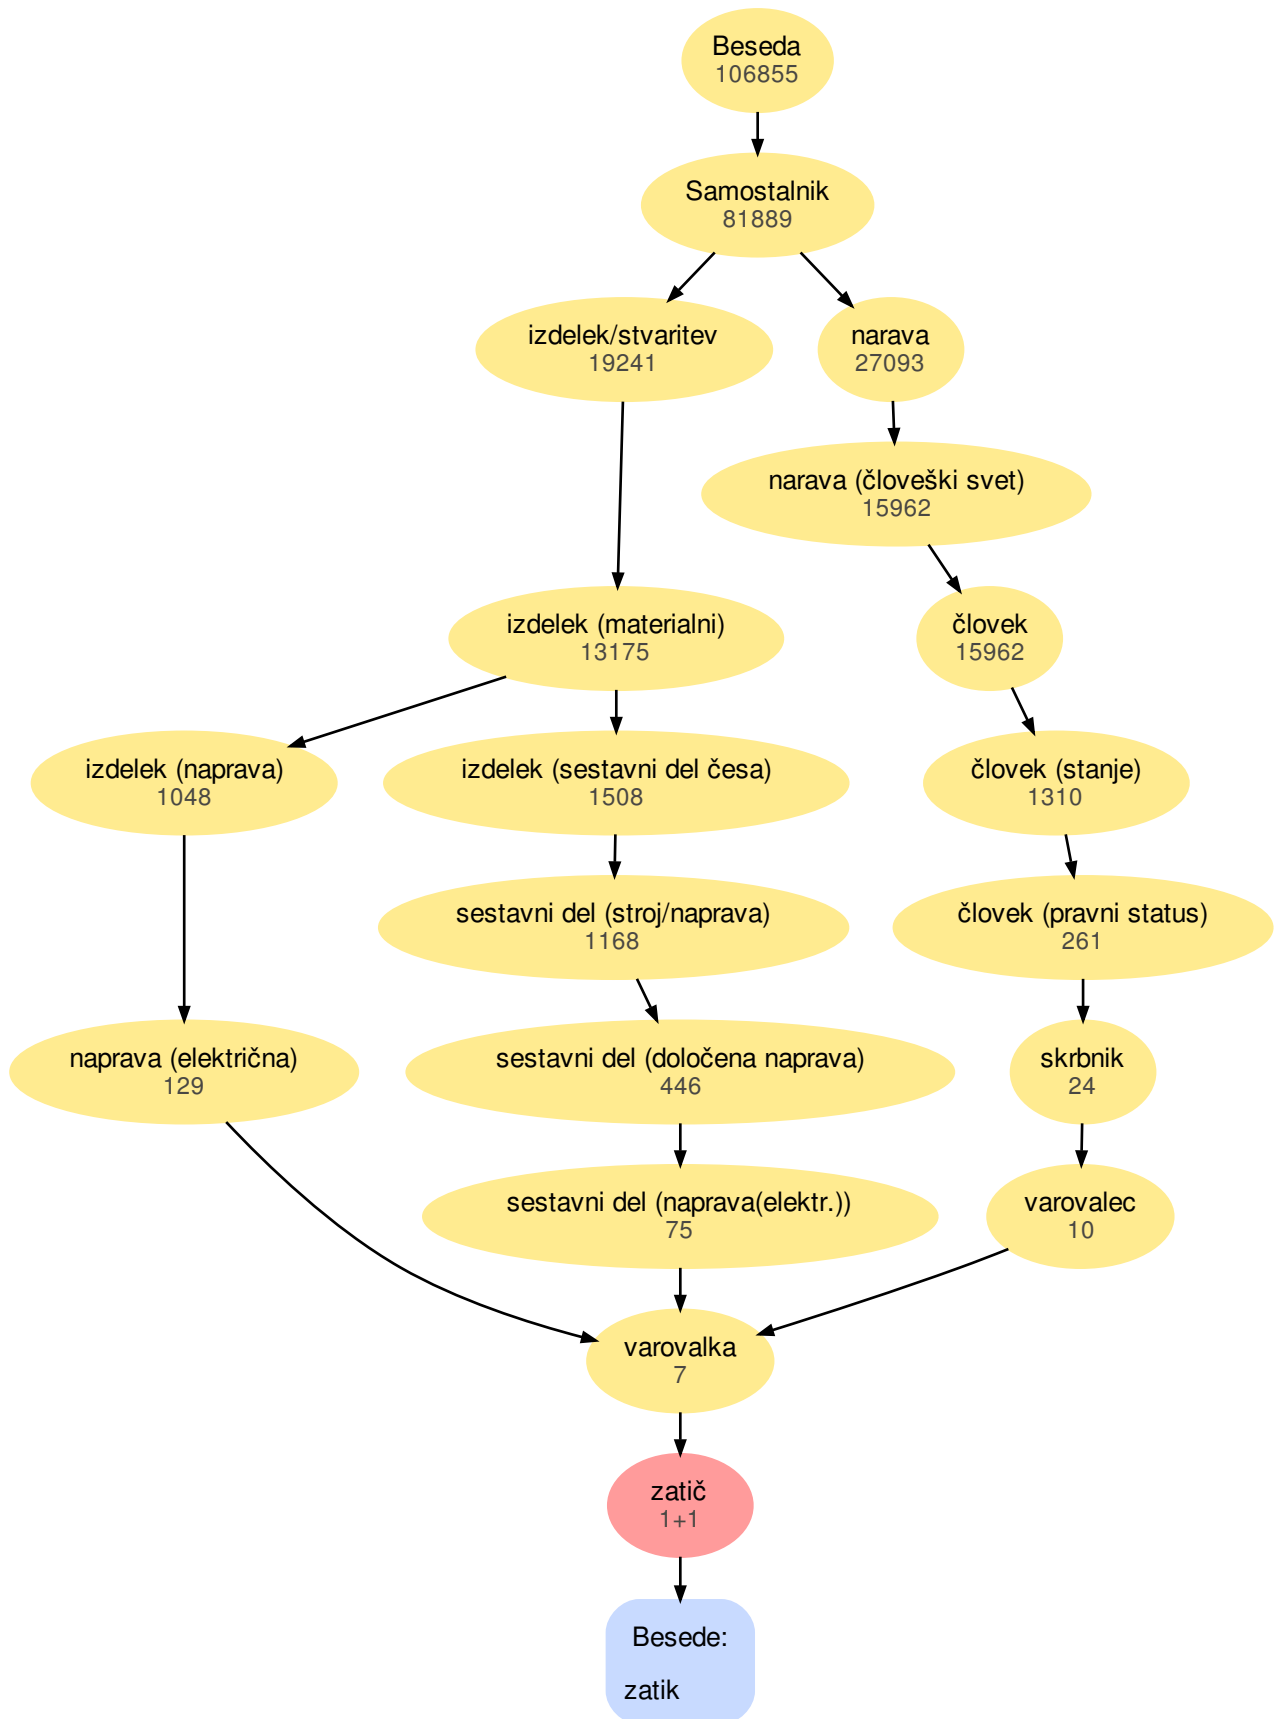 Beseda
106855
Samostalnik
81889
izdelek/stvaritev
19241
narava
27093
narava (človeški svet)
15962
izdelek (materialni)
13175
človek
15962
izdelek (naprava)
1048
izdelek (sestavni del česa)
1508
človek (stanje)
1310
sestavni del (stroj/naprava)
1168
človek (pravni status)
261
naprava (električna)
129
sestavni del (določena naprava)
446
skrbnik
24
sestavni del (naprava(elektr.))
75
varovalec
10
varovalka
7
zatič
1+1
Besede:
zatik